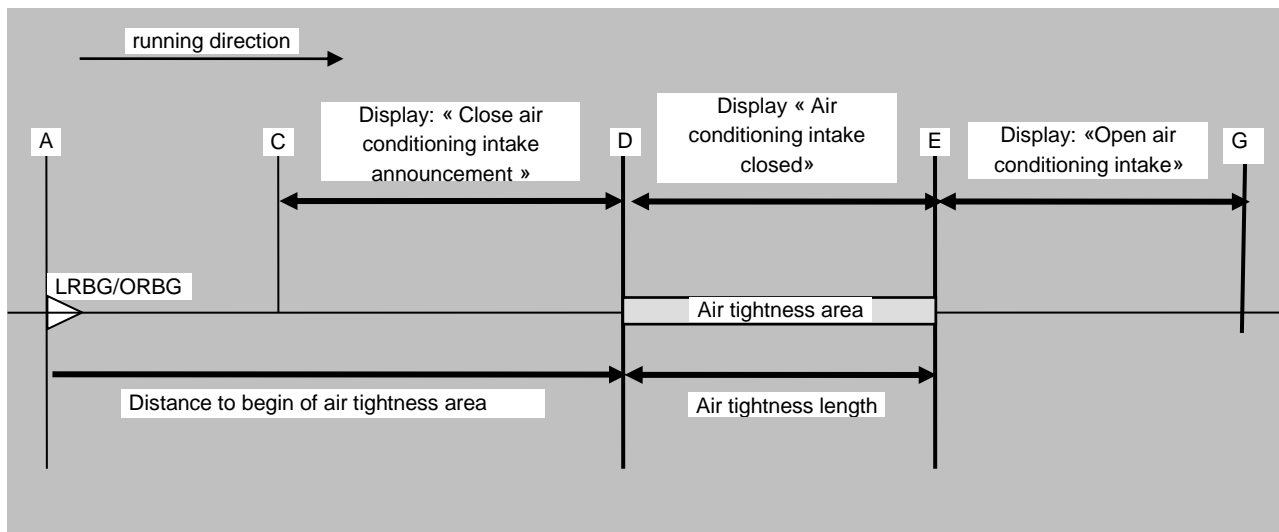 running direction
Display: « Close air
conditioning intake
announcement »
Display « Air
conditioning intake
closed»
Display: «Open air
conditioning intake»
A
C
D
E
G
LRBG/ORBG
Air tightness area
Distance to begin of air tightness area
Air tightness length